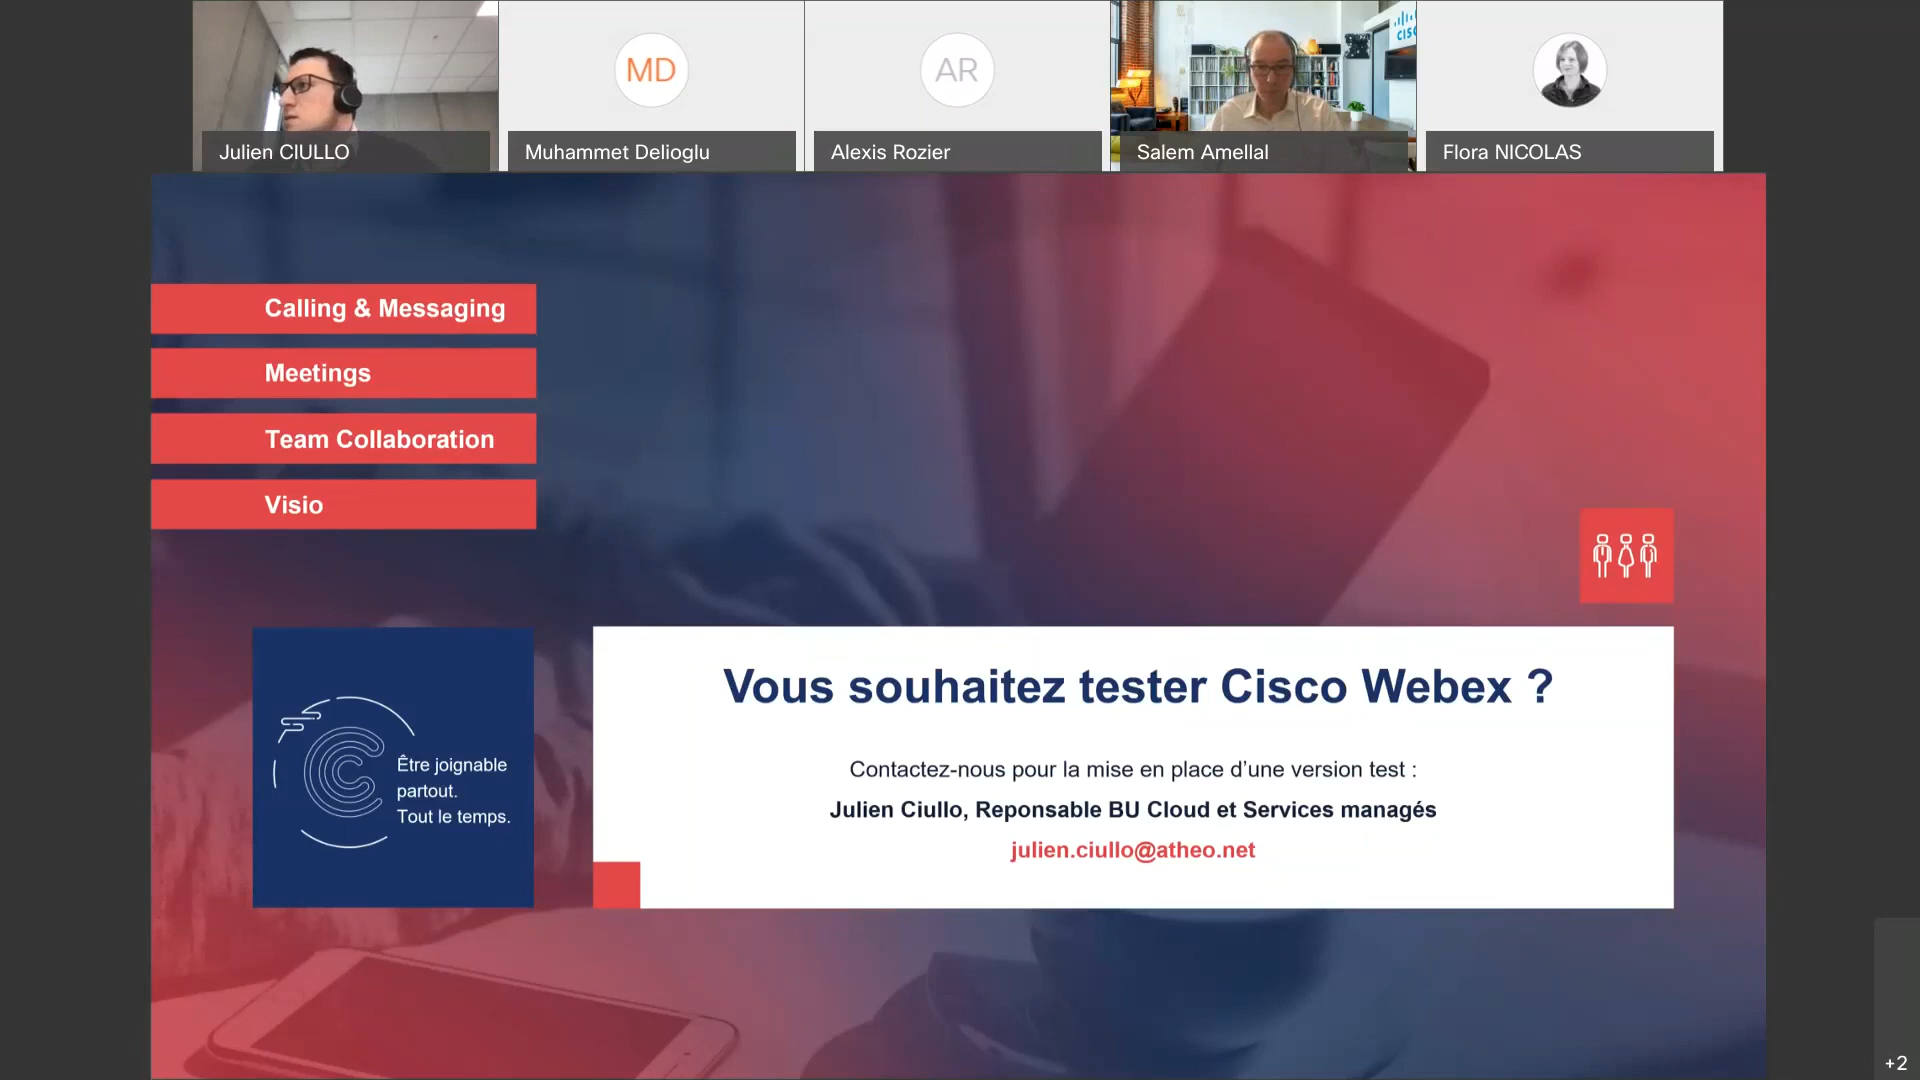 MD
AR
CISC
Julien CIULLO
Muhammet Delioglu
Alexis Rozier
Salem Amellal
Flora NICOLAS
Calling & Messaging
Meetings
Team Collaboration
Visio
Être joignable
partout.
Tout le temps.
Vous souhaitez tester Cisco Webex ?
Contactez-nous pour la mise en place d’une version test :
Julien Ciullo, Reponsable BU Cloud et Services managés
julien.ciullo@atheo.net
+2